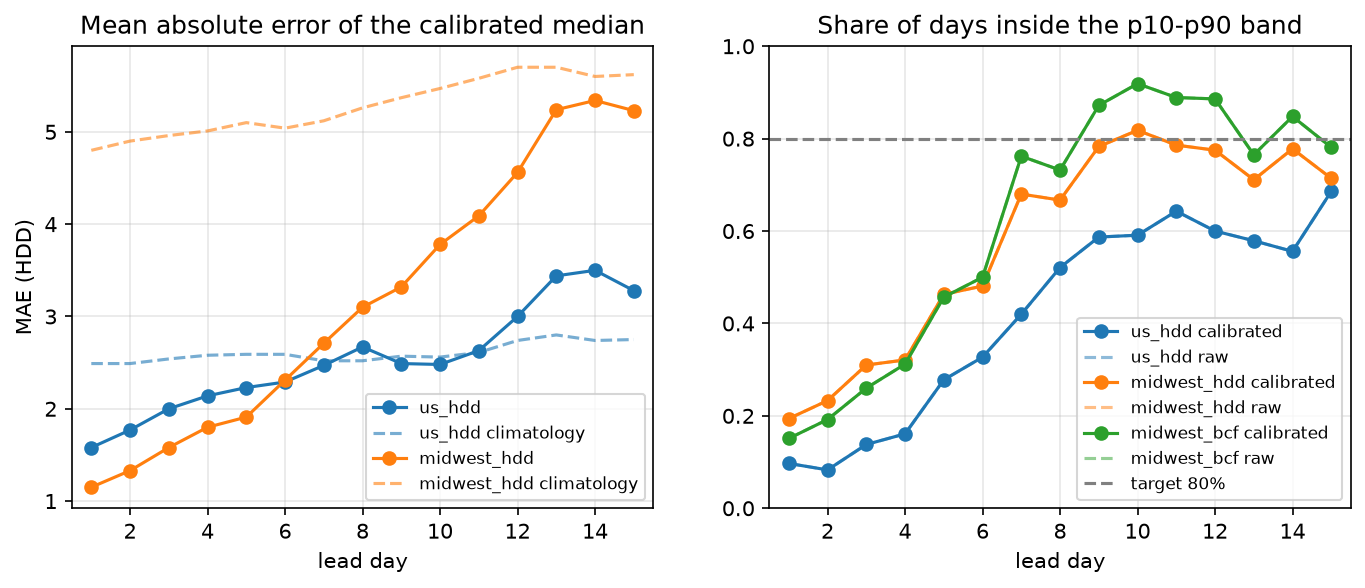 Mean absolute error of the calibrated median
MAE (HDD)
5
4
3
2
1
2 4 6 8 10 12 14
lead day
us_hdd
us_hdd climatology
midwest_hdd
midwest_hdd climatology
Share of days inside the p10-p90 band
1.0
0.8
0.6
0.4
0.2
0.0
2 4 6 8 10 12 14
lead day
us_hdd calibrated
us_hdd raw
midwest_hdd calibrated
midwest_hdd raw
midwest_bcf calibrated
midwest_bcf raw
target 80%